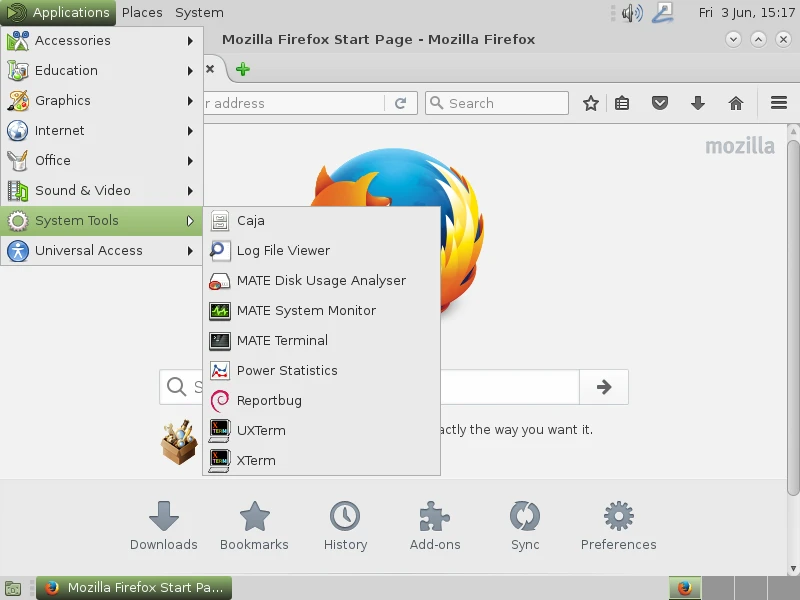 Applications Places System Fri 3 Jun, 15:17
Mozilla Firefox Start Page - Mozilla Firefox
Accessories
Education
Graphics
Internet
Office
Sound & Video
System Tools
Universal Access
r address
Search
mozilla
Caja
Log File Viewer
MATE Disk Usage Analyser
MATE System Monitor
MATE Terminal
Power Statistics
Reportbug
UXTerm
XTerm
S
actly the way you want it.
Downloads Bookmarks History Add-ons Sync Preferences
Mozilla Firefox Start Pa...